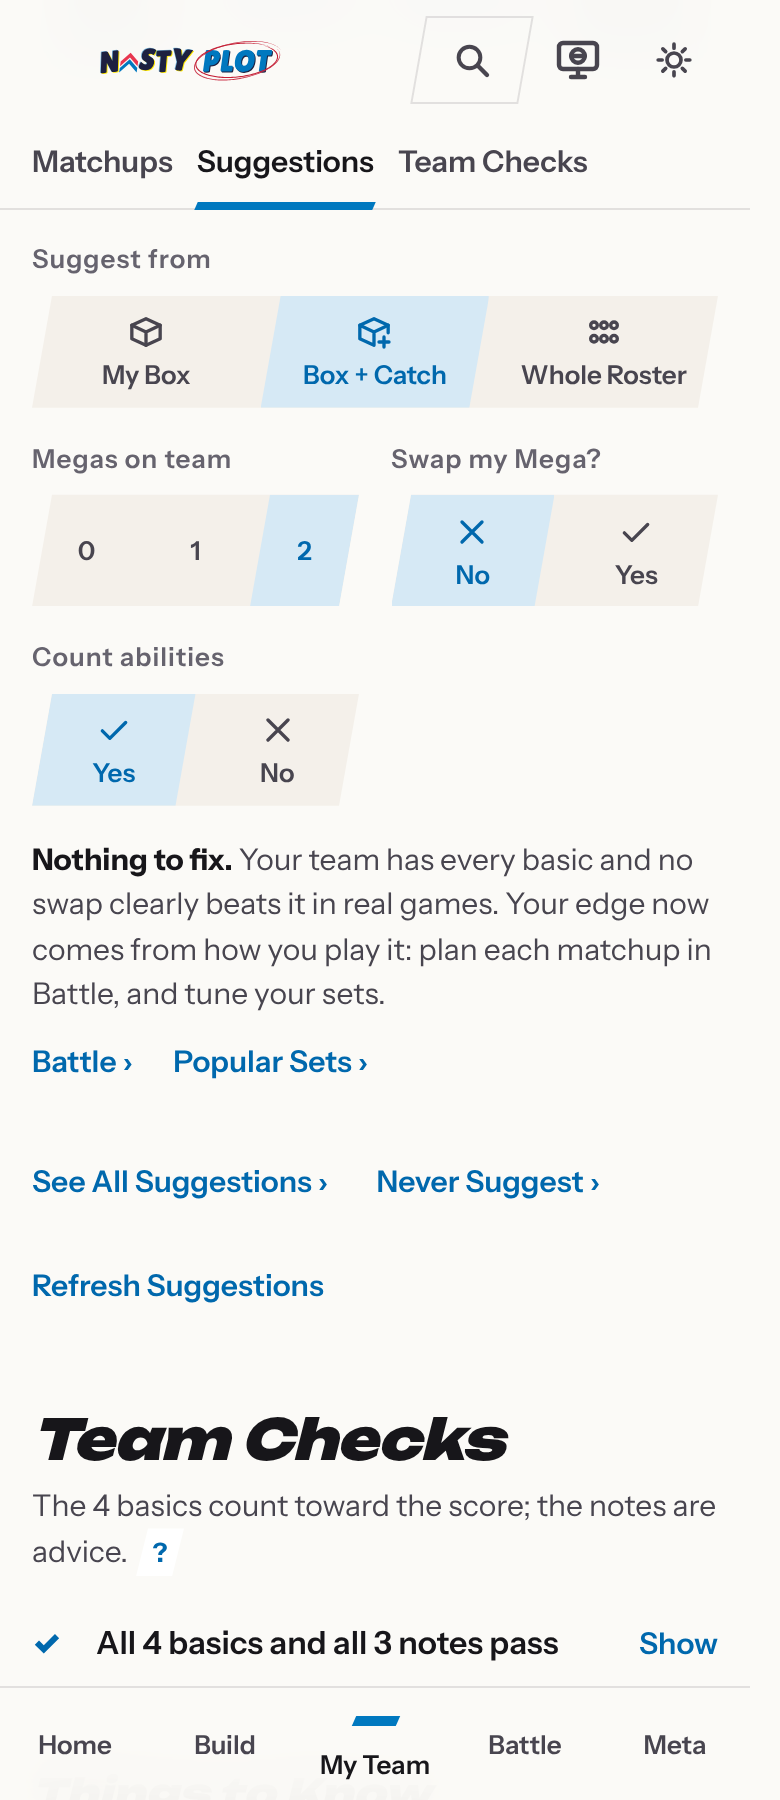 NASTY PLOT
Matchups Suggestions Team Checks
Suggest from
My Box Box + Catch Whole Roster
Megas on team Swap my Mega?
0 1 2 No Yes
Count abilities
Yes No
Nothing to fix. Your team has every basic and no
swap clearly beats it in real games. Your edge now
comes from how you play it: plan each matchup in
Battle, and tune your sets.
Battle › Popular Sets ›
See All Suggestions › Never Suggest ›
Refresh Suggestions
Team Checks
The 4 basics count toward the score; the notes are
advice. ?
All 4 basics and all 3 notes pass Show
Home Build My Team Battle Meta
Things to Know